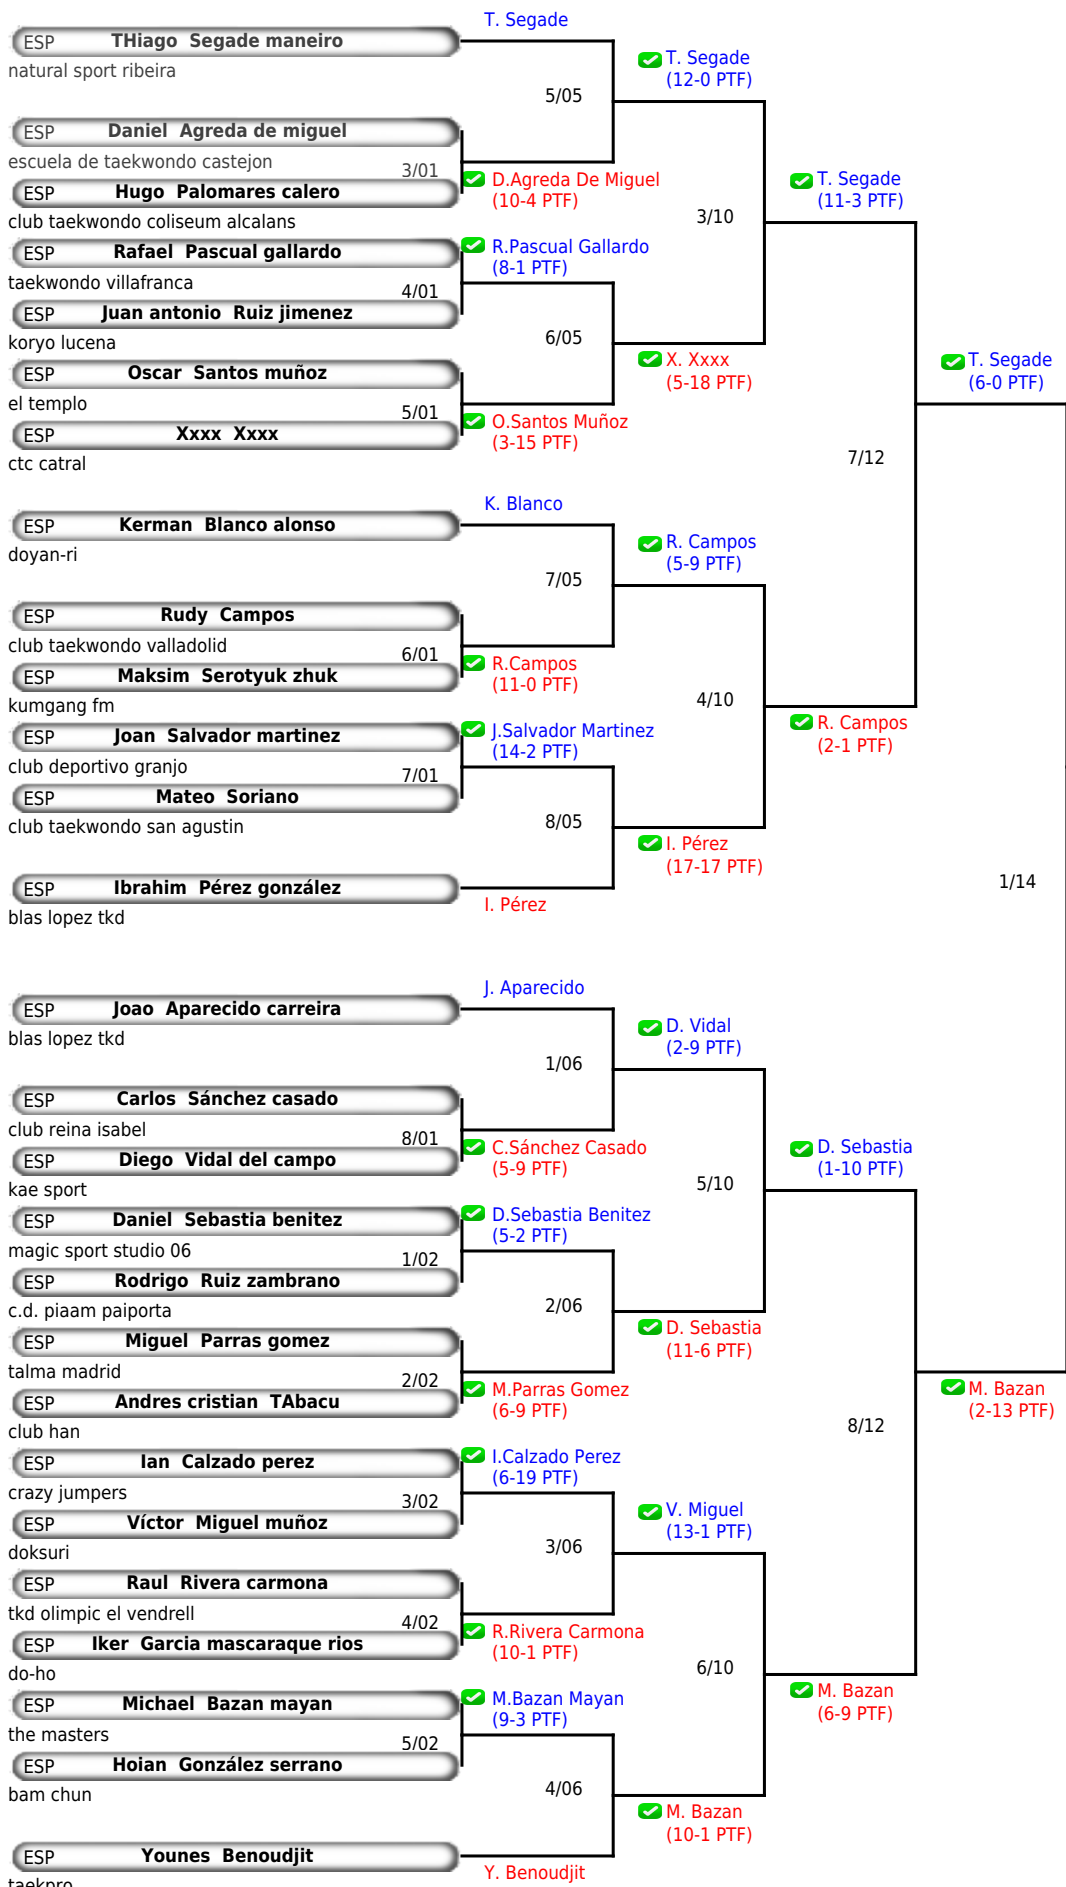 T. Segade
ESP THiago Segade maneiro
natural sport ribeira
T. Segade
(12-0 PTF)
5/05
ESP Daniel Agreda de miguel
escuela de taekwondo castejon
3/01
D.Agreda De Miguel
(10-4 PTF)
ESP Hugo Palomares calero
club taekwondo coliseum alcalans
T. Segade
(11-3 PTF)
3/10
ESP Rafael Pascual gallardo
R.Pascual Gallardo
(8-1 PTF)
taekwondo villafranca
4/01
ESP Juan antonio Ruiz jimenez
koryo lucena
6/05
X. Xxxx
(5-18 PTF)
T. Segade
(6-0 PTF)
ESP Oscar Santos muñoz
el templo
5/01
O.Santos Muñoz
(3-15 PTF)
ESP Xxxx Xxxx
ctc catral
7/12
K. Blanco
ESP Kerman Blanco alonso
doyan-ri
R. Campos
(5-9 PTF)
7/05
ESP Rudy Campos
club taekwondo valladolid
6/01
R.Campos
(11-0 PTF)
ESP Maksim Serotyuk zhuk
kumgang fm
4/10
R. Campos
(2-1 PTF)
ESP Joan Salvador martinez
J.Salvador Martinez
(14-2 PTF)
club deportivo granjo
7/01
ESP Mateo Soriano
club taekwondo san agustin
8/05
I. Pérez
(17-17 PTF)
ESP Ibrahim Pérez gonzález
I. Pérez
blas lopez tkd
1/14
J. Aparecido
ESP Joao Aparecido carreira
blas lopez tkd
D. Vidal
(2-9 PTF)
1/06
ESP Carlos Sánchez casado
club reina isabel
8/01
C.Sánchez Casado
(5-9 PTF)
ESP Diego Vidal del campo
kae sport
D. Sebastia
(1-10 PTF)
5/10
ESP Daniel Sebastia benitez
D.Sebastia Benitez
(5-2 PTF)
magic sport studio 06
1/02
ESP Rodrigo Ruiz zambrano
c.d. piaam paiporta
2/06
D. Sebastia
(11-6 PTF)
ESP Miguel Parras gomez
talma madrid
2/02
M.Parras Gomez
(6-9 PTF)
ESP Andres cristian TAbacu
club han
M. Bazan
(2-13 PTF)
8/12
ESP Ian Calzado perez
I.Calzado Perez
(6-19 PTF)
crazy jumpers
3/02
ESP Víctor Miguel muñoz
doksuri
V. Miguel
(13-1 PTF)
3/06
ESP Raul Rivera carmona
tkd olimpic el vendrell
4/02
R.Rivera Carmona
(10-1 PTF)
ESP Iker Garcia mascaraque rios
do-ho
6/10
M. Bazan
(6-9 PTF)
ESP Michael Bazan mayan
M.Bazan Mayan
(9-3 PTF)
the masters
5/02
ESP Hoian González serrano
bam chun
4/06
M. Bazan
(10-1 PTF)
ESP Younes Benoudjit
Y. Benoudjit
taekpro